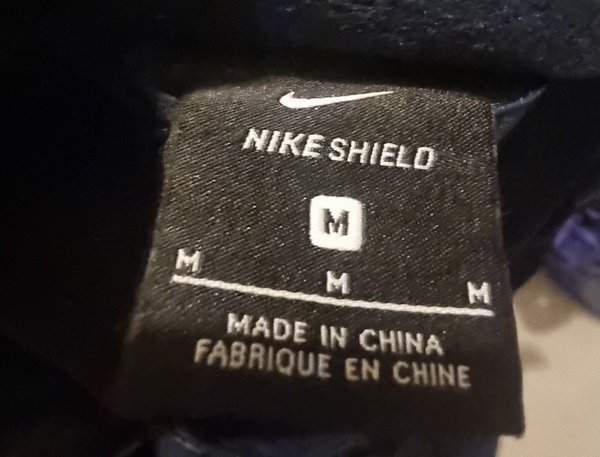 NIKE SHIELD
M
M M M
MADE IN CHINA
FABRIQUE EN CHINE